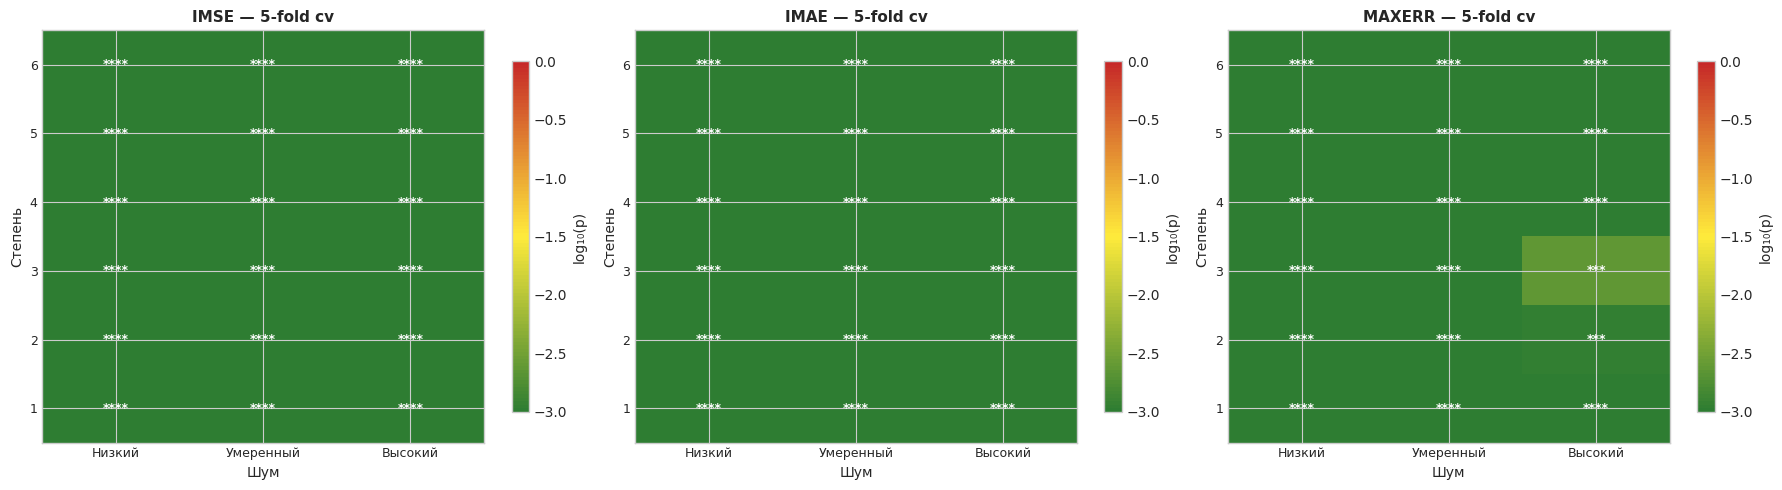 IMSE — 5-fold cv
6 **** **** ****
5 **** **** ****
4 **** **** ****
3 **** **** ****
2 **** **** ****
1 **** **** ****
Низкий Умеренный Высокий
Шум
Степень
0.0
−0.5
−1.0
−1.5
−2.0
−2.5
−3.0
log₁₀(p)
IMAE — 5-fold cv
6 **** **** ****
5 **** **** ****
4 **** **** ****
3 **** **** ****
2 **** **** ****
1 **** **** ****
Низкий Умеренный Высокий
Шум
Степень
0.0
−0.5
−1.0
−1.5
−2.0
−2.5
−3.0
log₁₀(p)
MAXERR — 5-fold cv
6 **** **** ****
5 **** **** ****
4 **** **** ****
3 **** **** ***
2 **** **** ***
1 **** **** ****
Низкий Умеренный Высокий
Шум
Степень
0.0
−0.5
−1.0
−1.5
−2.0
−2.5
−3.0
log₁₀(p)